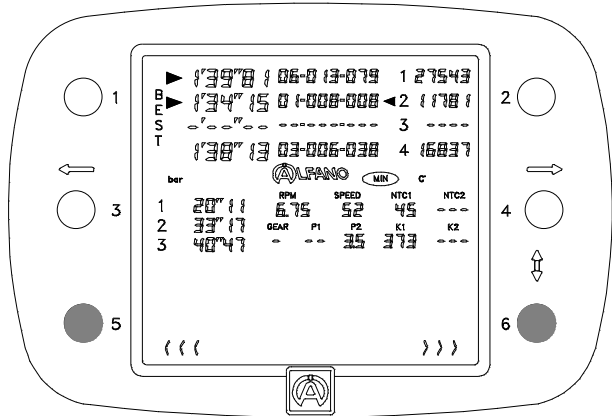 1'39"81 06-013-079 1 27543
BEST 1'34"15 01-008-008 2 11781
-'--"-- -------- 3 ----
1'38"13 03-006-038 4 16837
bar ALFANO MIN C°
RPM SPEED NTC1 NTC2
1 20"11 6.75 52 45 ---
2 33"17 GEAR P1 P2 K1 K2
3 40"47 - -- 3.5 373 ---
1
2
3
4
5
6